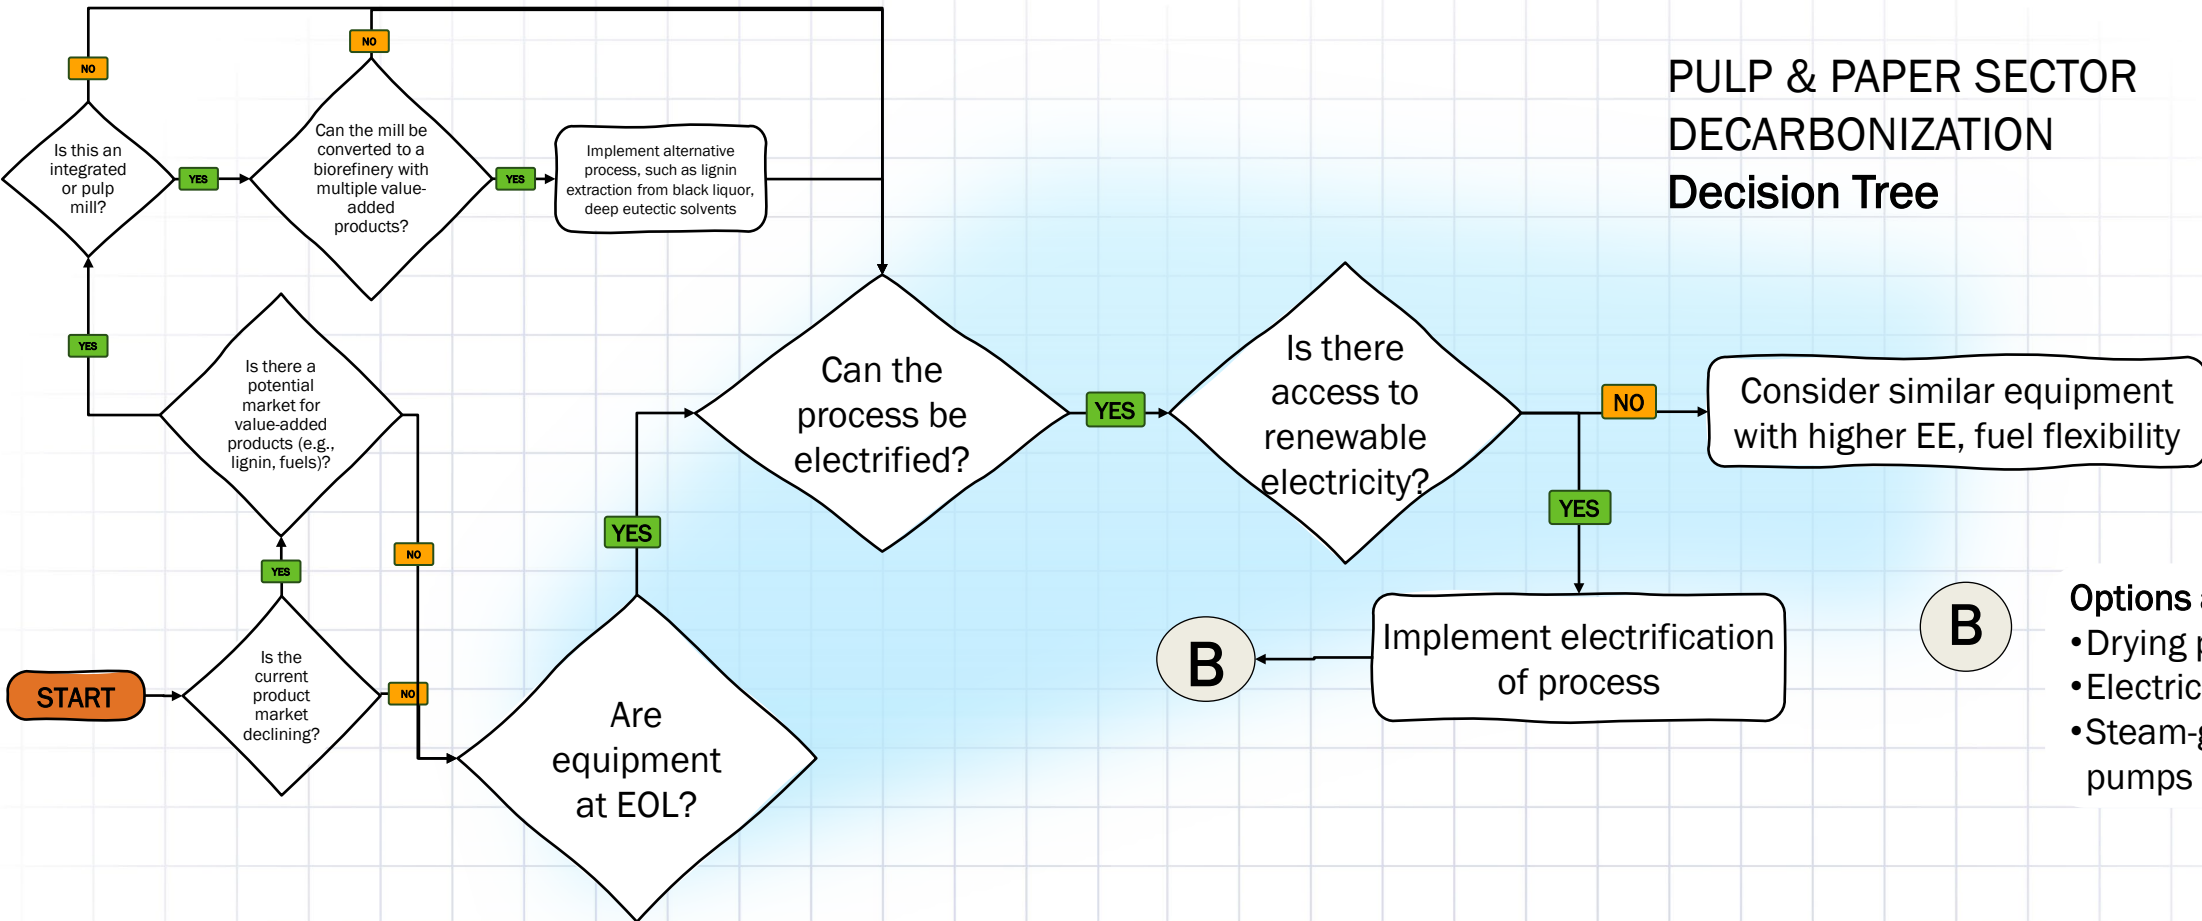 PULP & PAPER SECTOR
DECARBONIZATION
Decision Tree
NO
NO
Is this an
integrated
or pulp
mill?
YES
Can the mill be
converted to a
biorefinery with
multiple value-
added
products?
YES
Implement alternative
process, such as lignin
extraction from black liquor,
deep eutectic solvents
YES
Is there a
potential
market for
value-added
products (e.g.,
lignin, fuels)?
NO
YES
START
Is the
current
product
market
declining?
NO
Are
equipment
at EOL?
YES
Can the
process be
electrified?
YES
Is there
access to
renewable
electricity?
NO
Consider similar equipment
with higher EE, fuel flexibility
YES
Implement electrification
of process
B
B
Options
•Drying
•Electric
•Steam-
pumps